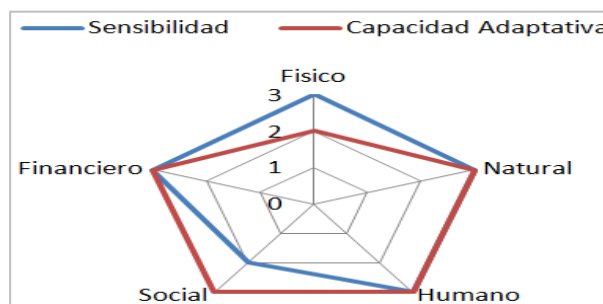 Sensibilidad Capacidad Adaptativa
Fisico
3
2
Financiero 1 Natural
0
Social Humano